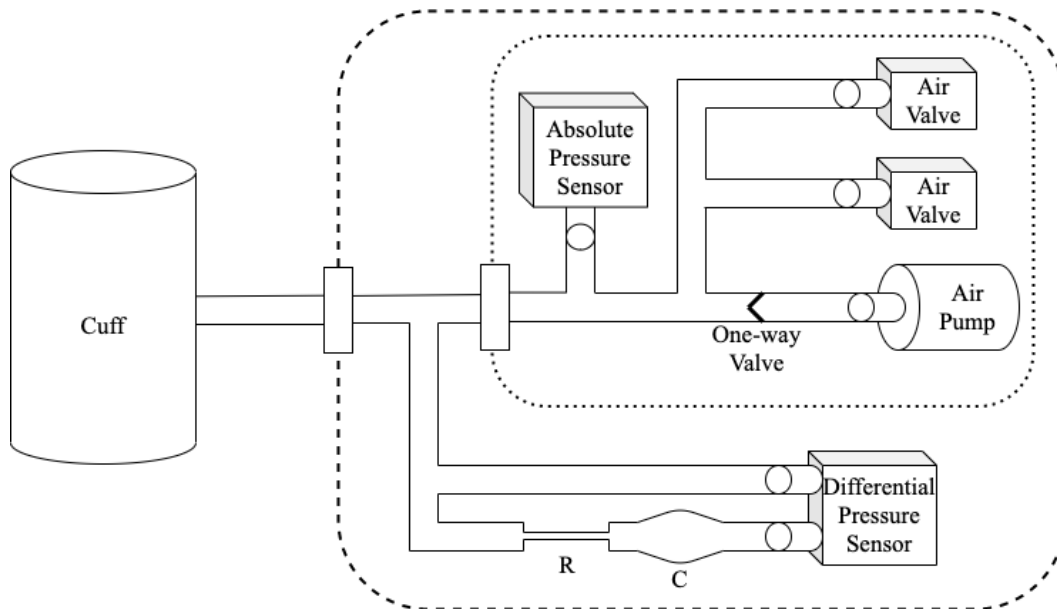 Air
Valve
Absolute
Pressure
Sensor
Air
Valve
Cuff
Air
Pump
One-way
Valve
Differential
Pressure
Sensor
R
C